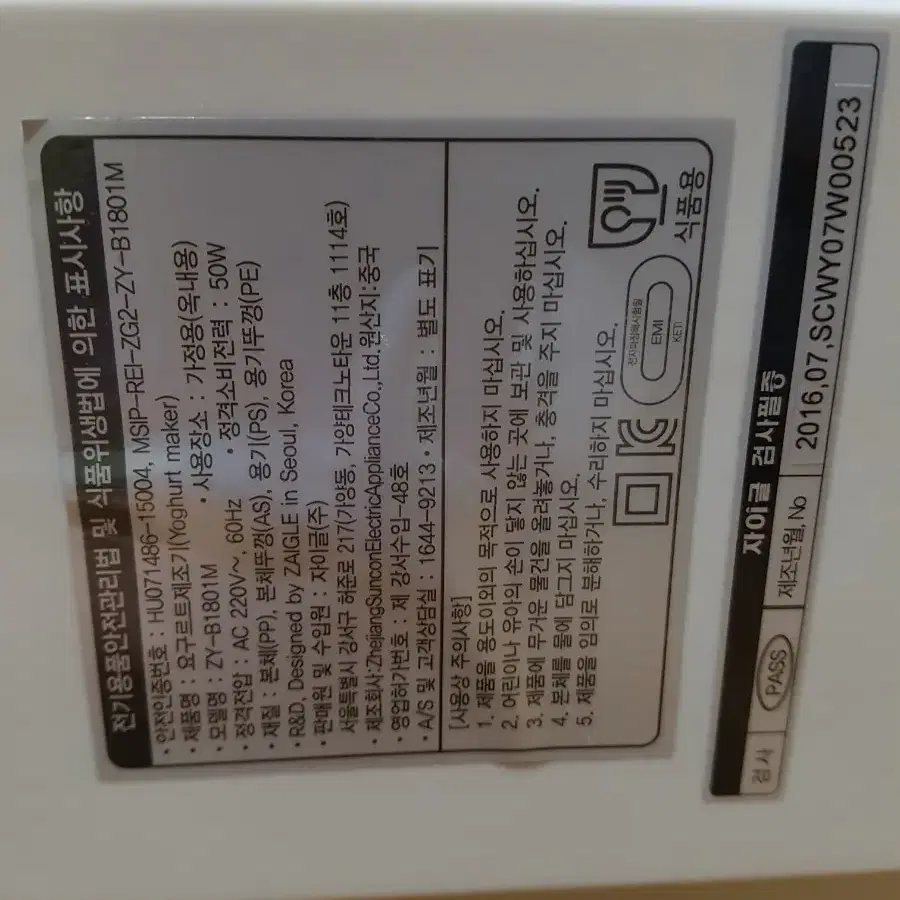 전기용품안전관리법 및 식품위생법에 의한 표시사항
• 안전인증번호 : HU071486-15004, MSIP-REI-ZG2-ZY-B1801M
• 제품명 : 요구르트제조기(Yoghurt maker)
• 모델명 : ZY-B1801M • 사용장소 : 가정용(옥내용)
• 정격전압 : AC 220V~, 60Hz • 정격소비전력 : 50W
• 재질 : 본체(PP), 본체뚜껑(AS), 용기(PS), 용기뚜껑(PE)
• R&D, Designed by ZAIGLE in Seoul, Korea
• 판매원 및 수입원 : 자이글(주)
서울특별시 강서구 허준로 217(가양동, 가양테크노타운 11층 1114호)
• 제조회사:ZhejiangSunconElectricApplianceCo.,Ltd. 원산지:중국
• 영업허가번호 : 제 강서수입-48호
• A/S 및 고객상담실 : 1644-9213 • 제조년월 : 별도 표기
[사용상 주의사항]
1. 제품을 용도이외의 목적으로 사용하지 마십시오.
2. 어린이나 유아의 손이 닿지 않는 곳에 보관 및 사용하십시오.
3. 제품에 무거운 물건을 올려놓거나, 충격을 주지 마십시오.
4. 본체를 물에 담그지 마십시오.
5. 제품을 임의로 분해하거나, 수리하지 마십시오.
전자파장해시험필
EMI
KETI
식품용
자이글 검사필증
검사 PASS 제조년월,No 2016,07,SCWY07W00523